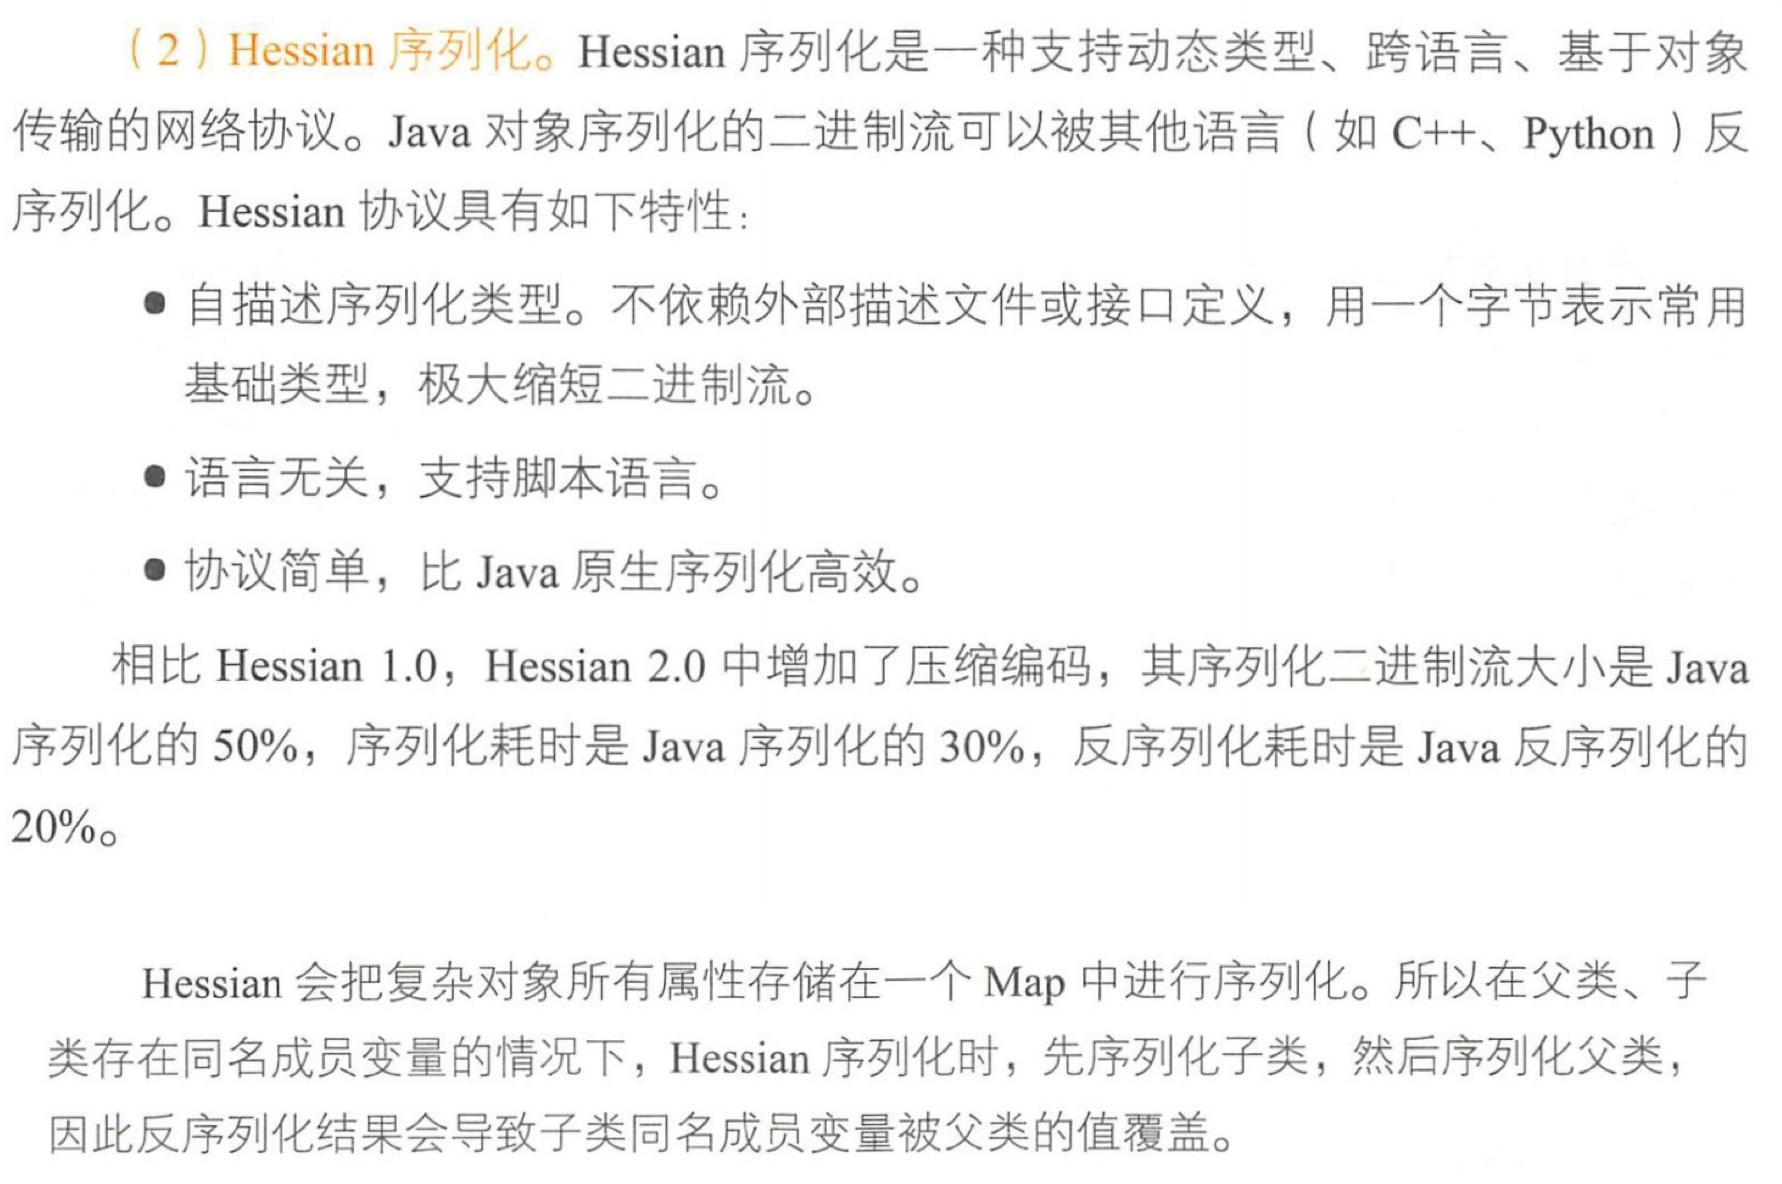 （2）Hessian 序列化。Hessian 序列化是一种支持动态类型、跨语言、基于对象
传输的网络协议。Java 对象序列化的二进制流可以被其他语言（如 C++、Python）反
序列化。Hessian 协议具有如下特性：
● 自描述序列化类型。不依赖外部描述文件或接口定义，用一个字节表示常用
基础类型，极大缩短二进制流。
● 语言无关，支持脚本语言。
● 协议简单，比 Java 原生序列化高效。
相比 Hessian 1.0，Hessian 2.0 中增加了压缩编码，其序列化二进制流大小是 Java
序列化的 50%，序列化耗时是 Java 序列化的 30%，反序列化耗时是 Java 反序列化的
20%。
Hessian 会把复杂对象所有属性存储在一个 Map 中进行序列化。所以在父类、子
类存在同名成员变量的情况下，Hessian 序列化时，先序列化子类，然后序列化父类，
因此反序列化结果会导致子类同名成员变量被父类的值覆盖。